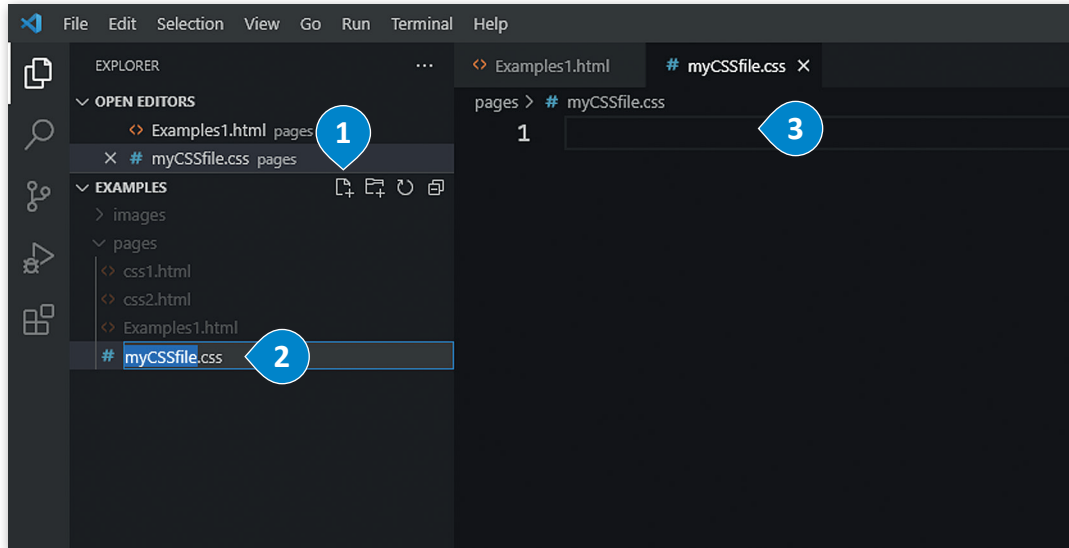 File Edit Selection View Go Run Terminal Help
EXPLORER ...
OPEN EDITORS
<> Examples1.html pages
1
× # myCSSfile.css pages
EXAMPLES
> images
pages
<> css1.html
<> css2.html
<> Examples1.html
# myCSSfile.css
2
<> Examples1.html # myCSSfile.css ×
pages > # myCSSfile.css
1
3